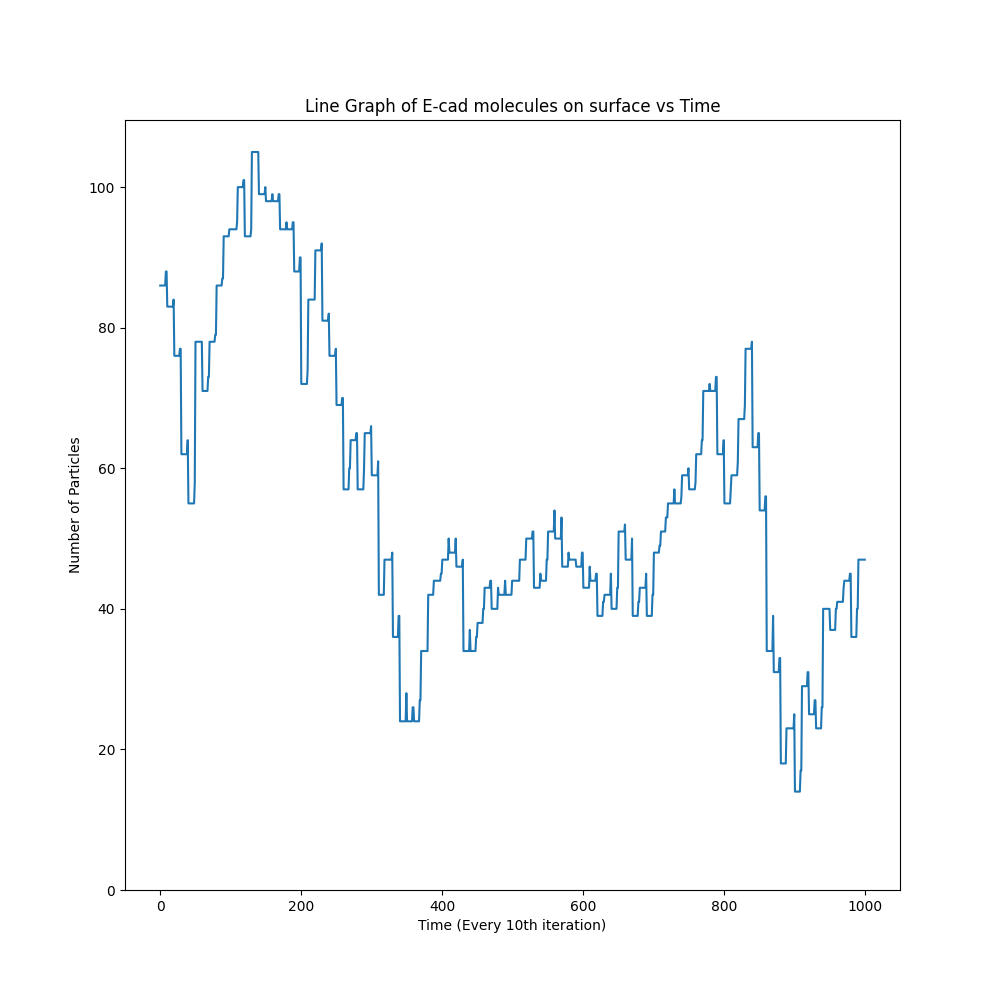 Line Graph of E-cad molecules on surface vs Time
100
80
60
40
20
0
Number of Particles
0 200 400 600 800 1000
Time (Every 10th iteration)